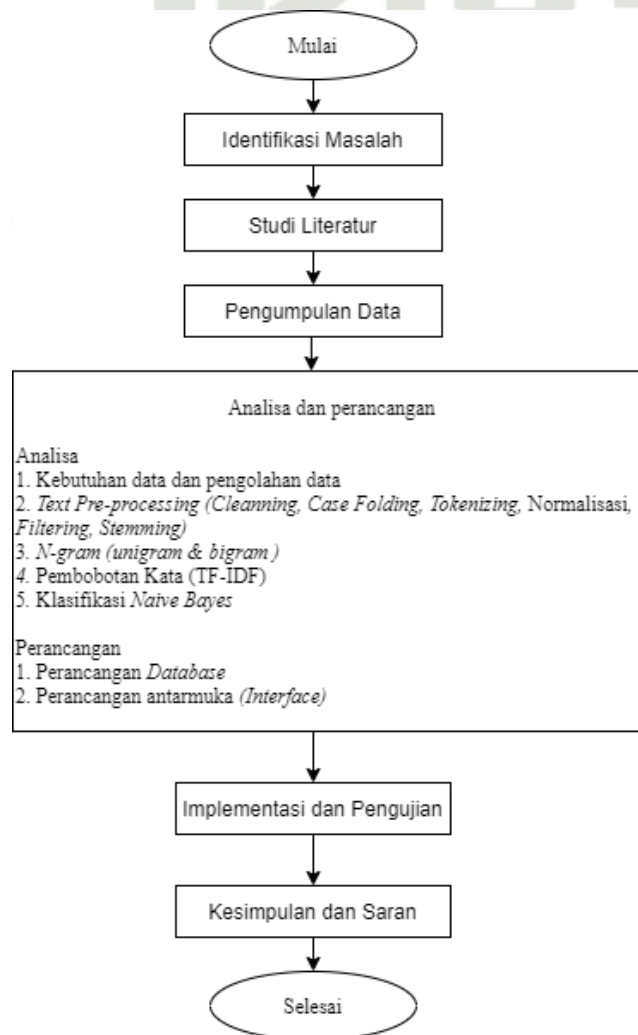 Mulai
Identifikasi Masalah
Studi Literatur
Pengumpulan Data
Analisa dan perancangan
Analisa
1. Kebutuhan data dan pengolahan data
2. Text Pre-processing (Cleanning, Case Folding, Tokenizing, Normalisasi,
Filtering, Stemming)
3. N-gram (unigram & bigram )
4. Pembobotan Kata (TF-IDF)
5. Klasifikasi Naive Bayes
Perancangan
1. Perancangan Database
2. Perancangan antarmuka (Interface)
Implementasi dan Pengujian
Kesimpulan dan Saran
Selesai